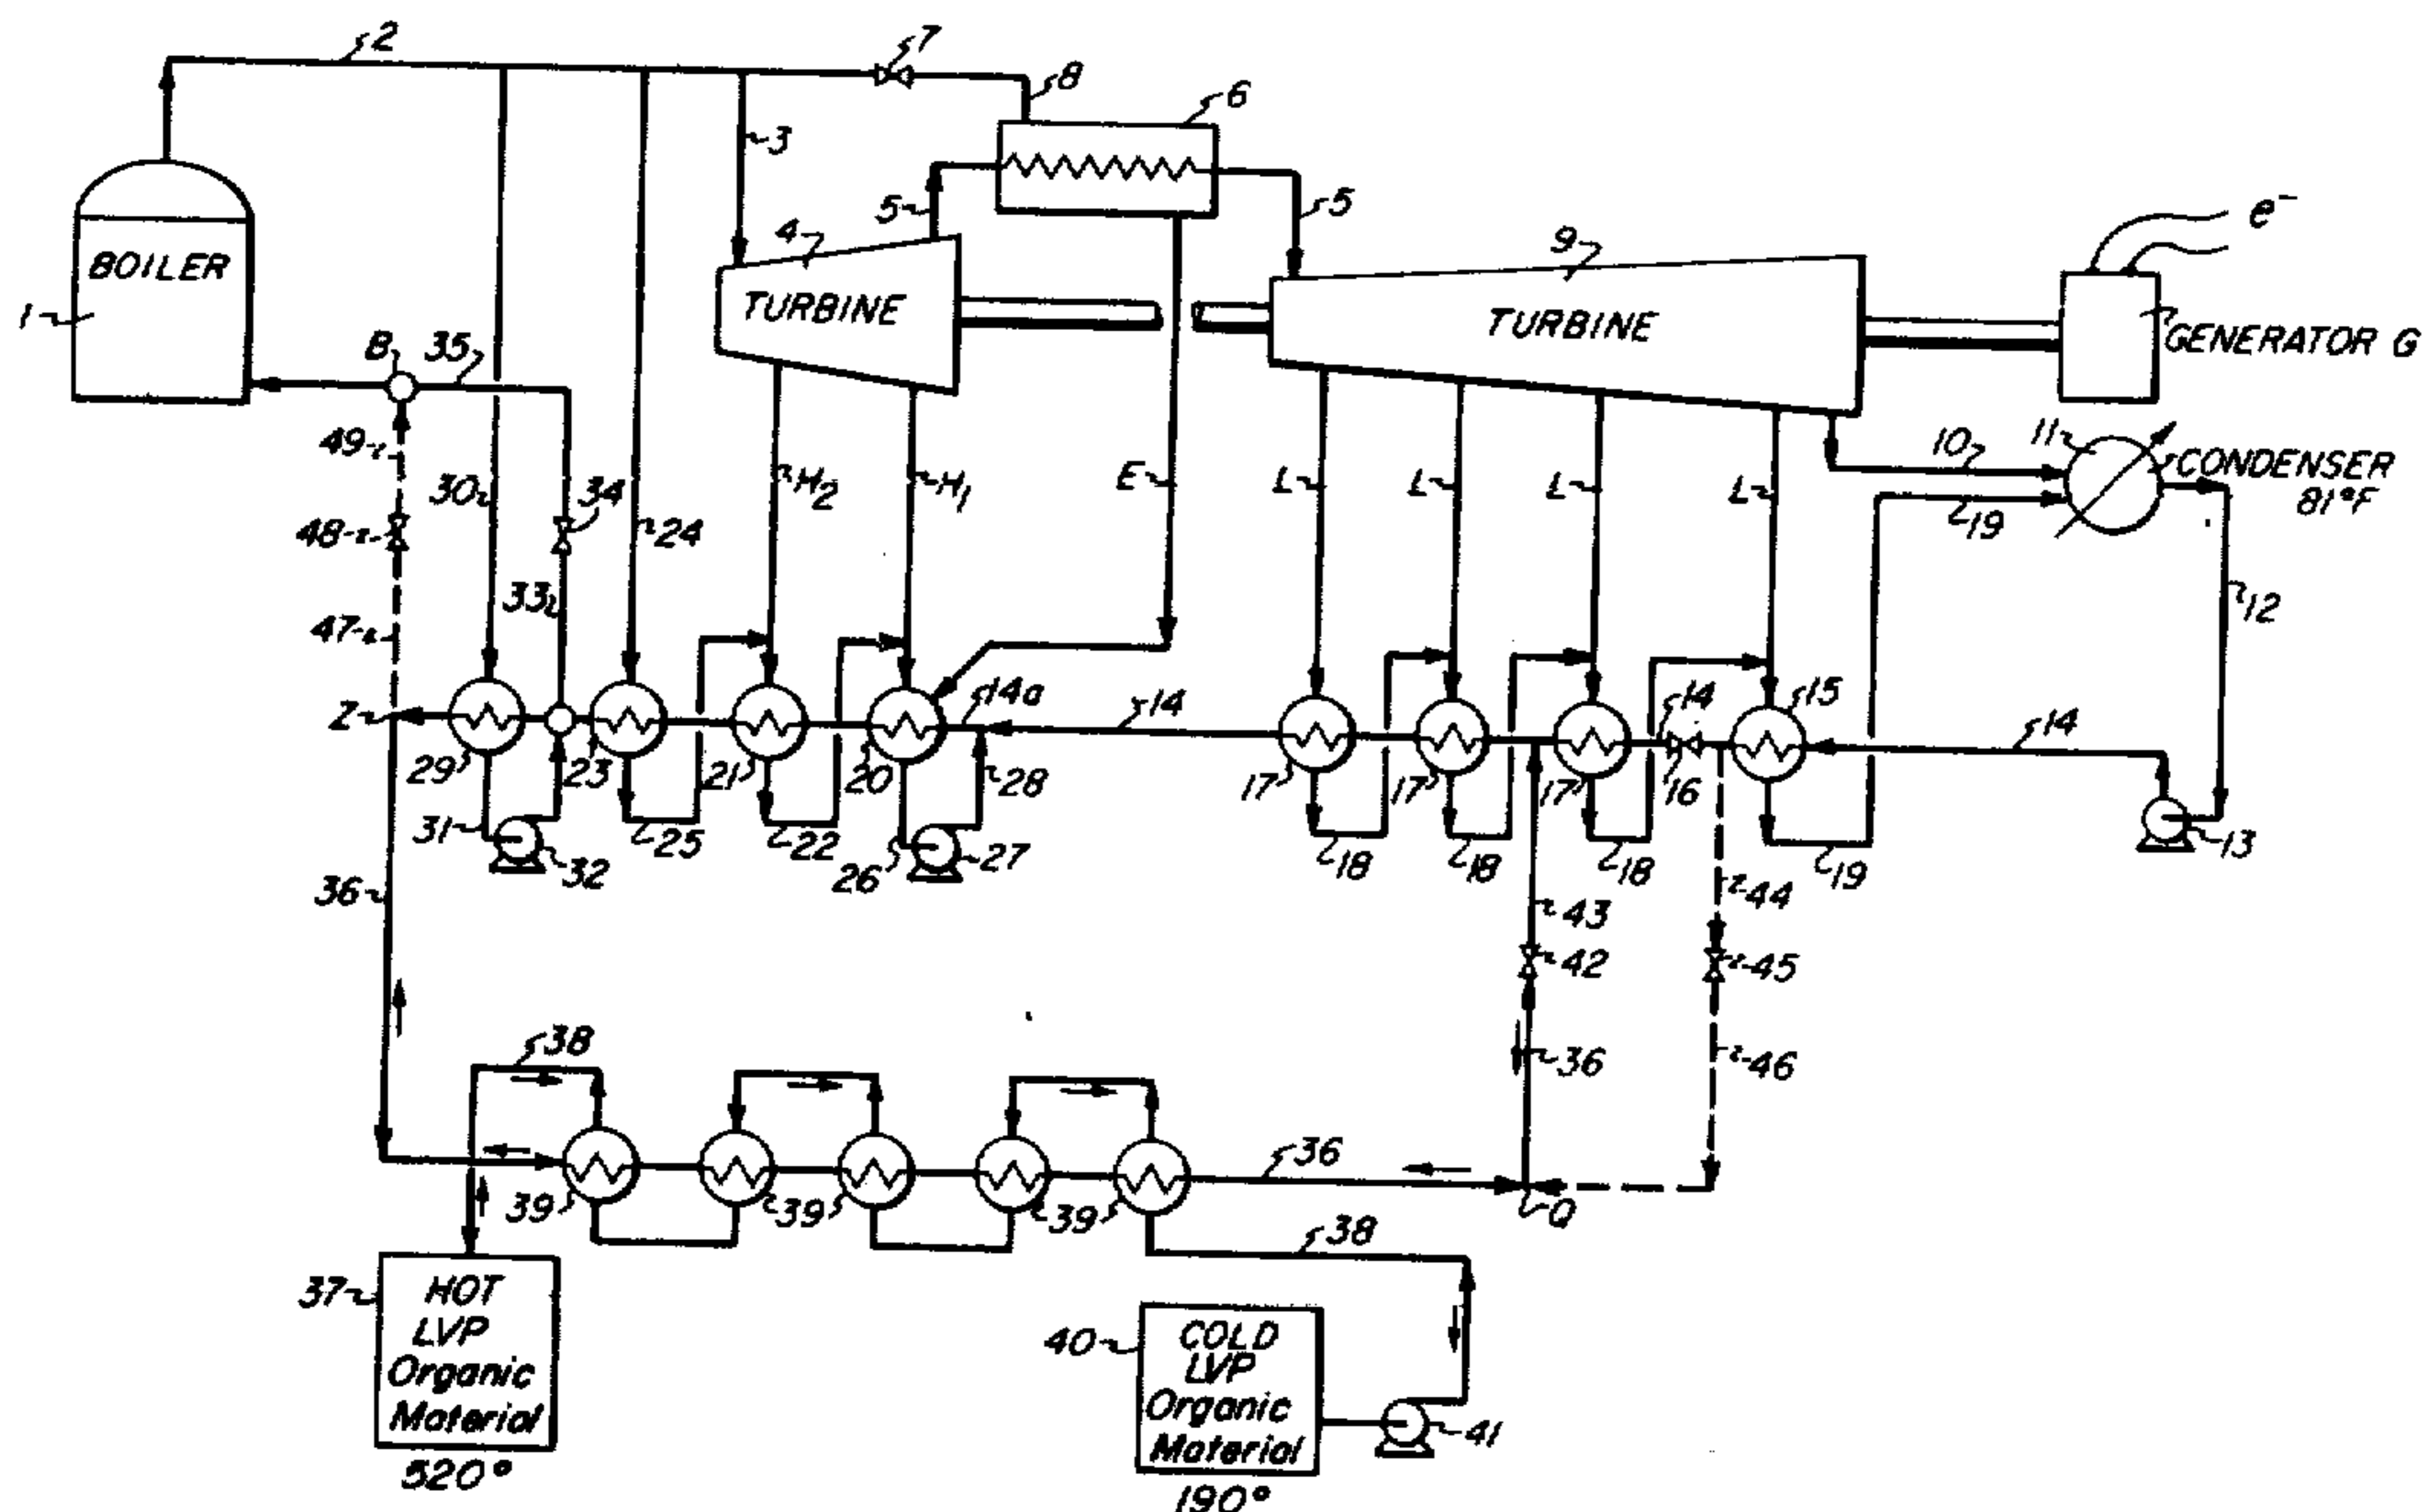 2
7
8
6
3
5
5
4
9
e⁻
BOILER
TURBINE
TURBINE
GENERATOR G
1
B
35
10
11
CONDENSER
81°F
49
30
34
H₂
H₁
E
L
L
L
L
19
48
24
33
12
47
Z
14a
14
14
15
14
29
23
21
20
28
17
17
17
16
13
31
32
25
22
26
27
18
18
18
19
36
44
43
42
45
38
36
46
36
39
39
39
Q
38
37
HOT
LVP
Organic
Material
520°
40
COLD
LVP
Organic
Material
190°
41